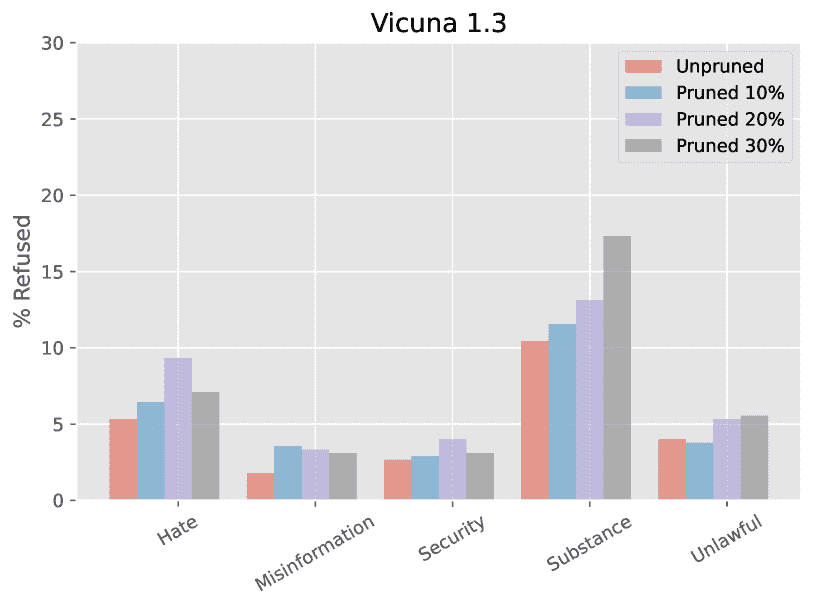 Vicuna 1.3
30
25
20
15
10
5
0
% Refused
Unpruned
Pruned 10%
Pruned 20%
Pruned 30%
Hate
Misinformation
Security
Substance
Unlawful